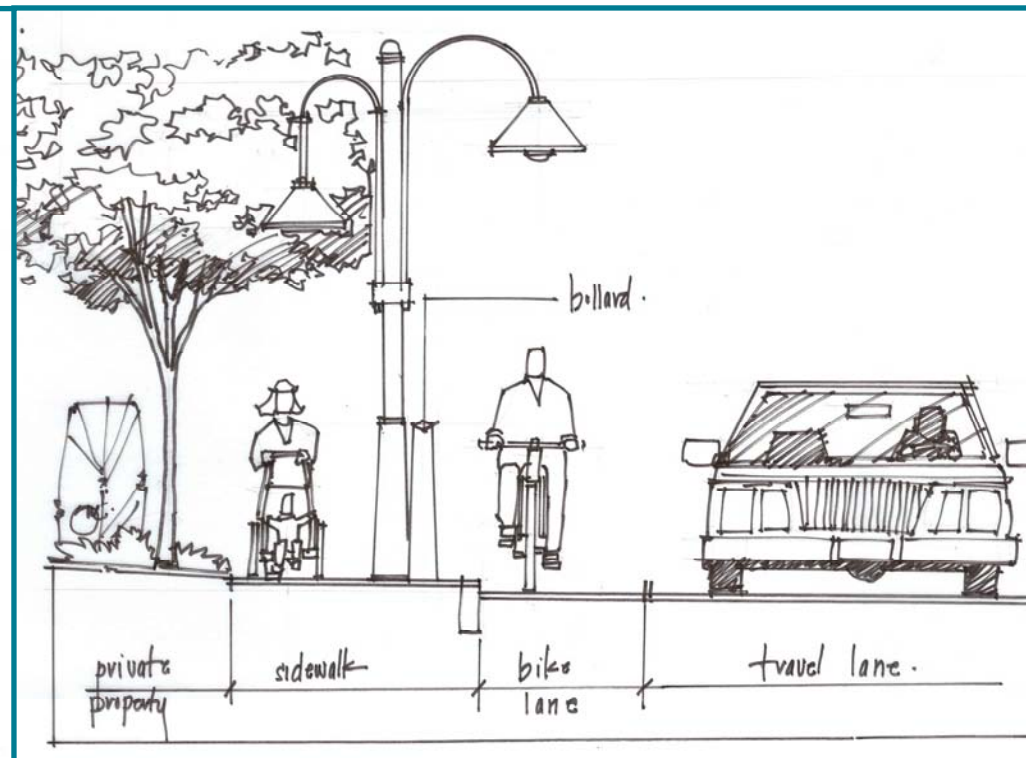 bollard.
private
property
sidewalk
bike
lane
travel lane.